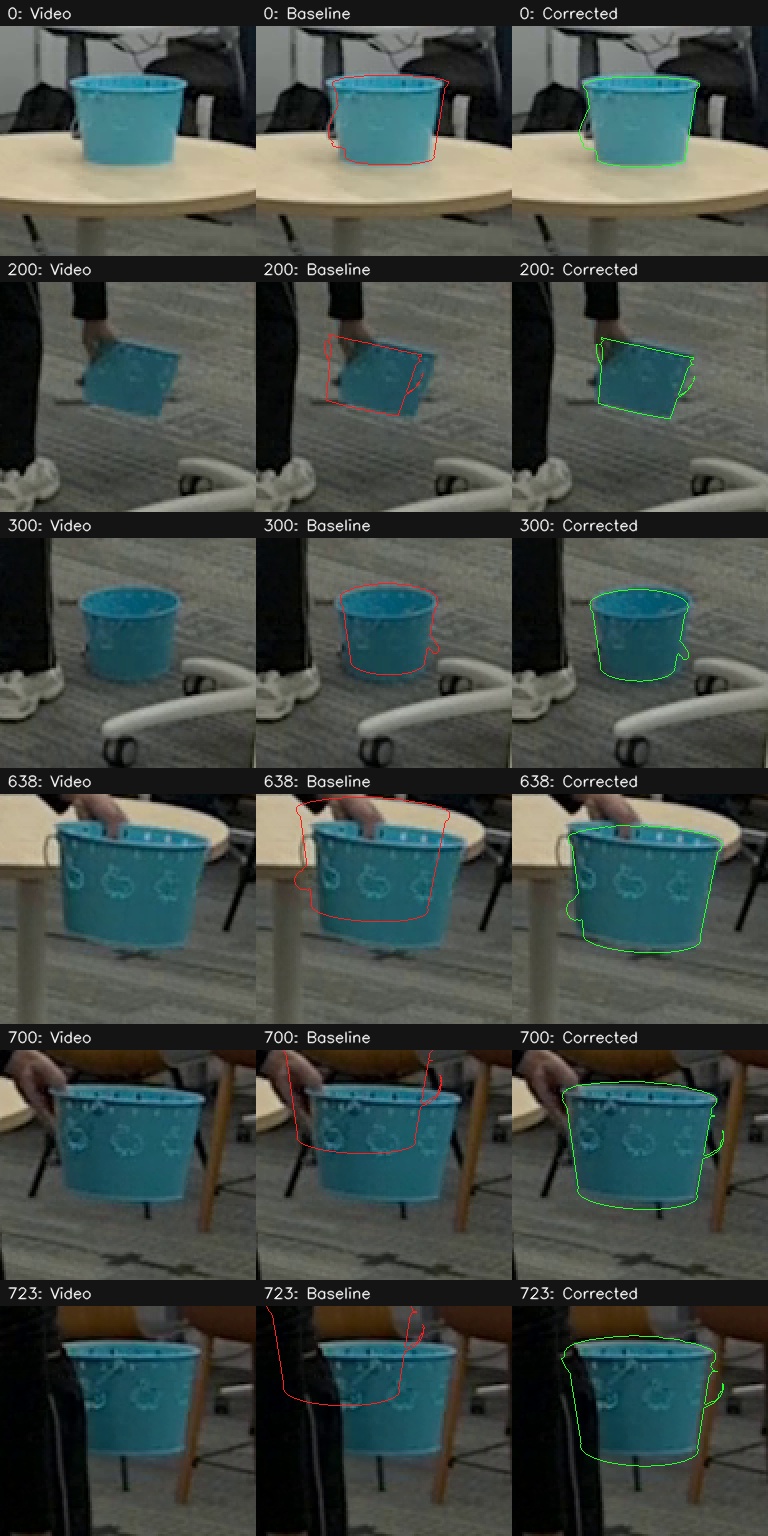 0: Video
0: Baseline
0: Corrected
200: Video
200: Baseline
200: Corrected
300: Video
300: Baseline
300: Corrected
638: Video
638: Baseline
638: Corrected
700: Video
700: Baseline
700: Corrected
723: Video
723: Baseline
723: Corrected